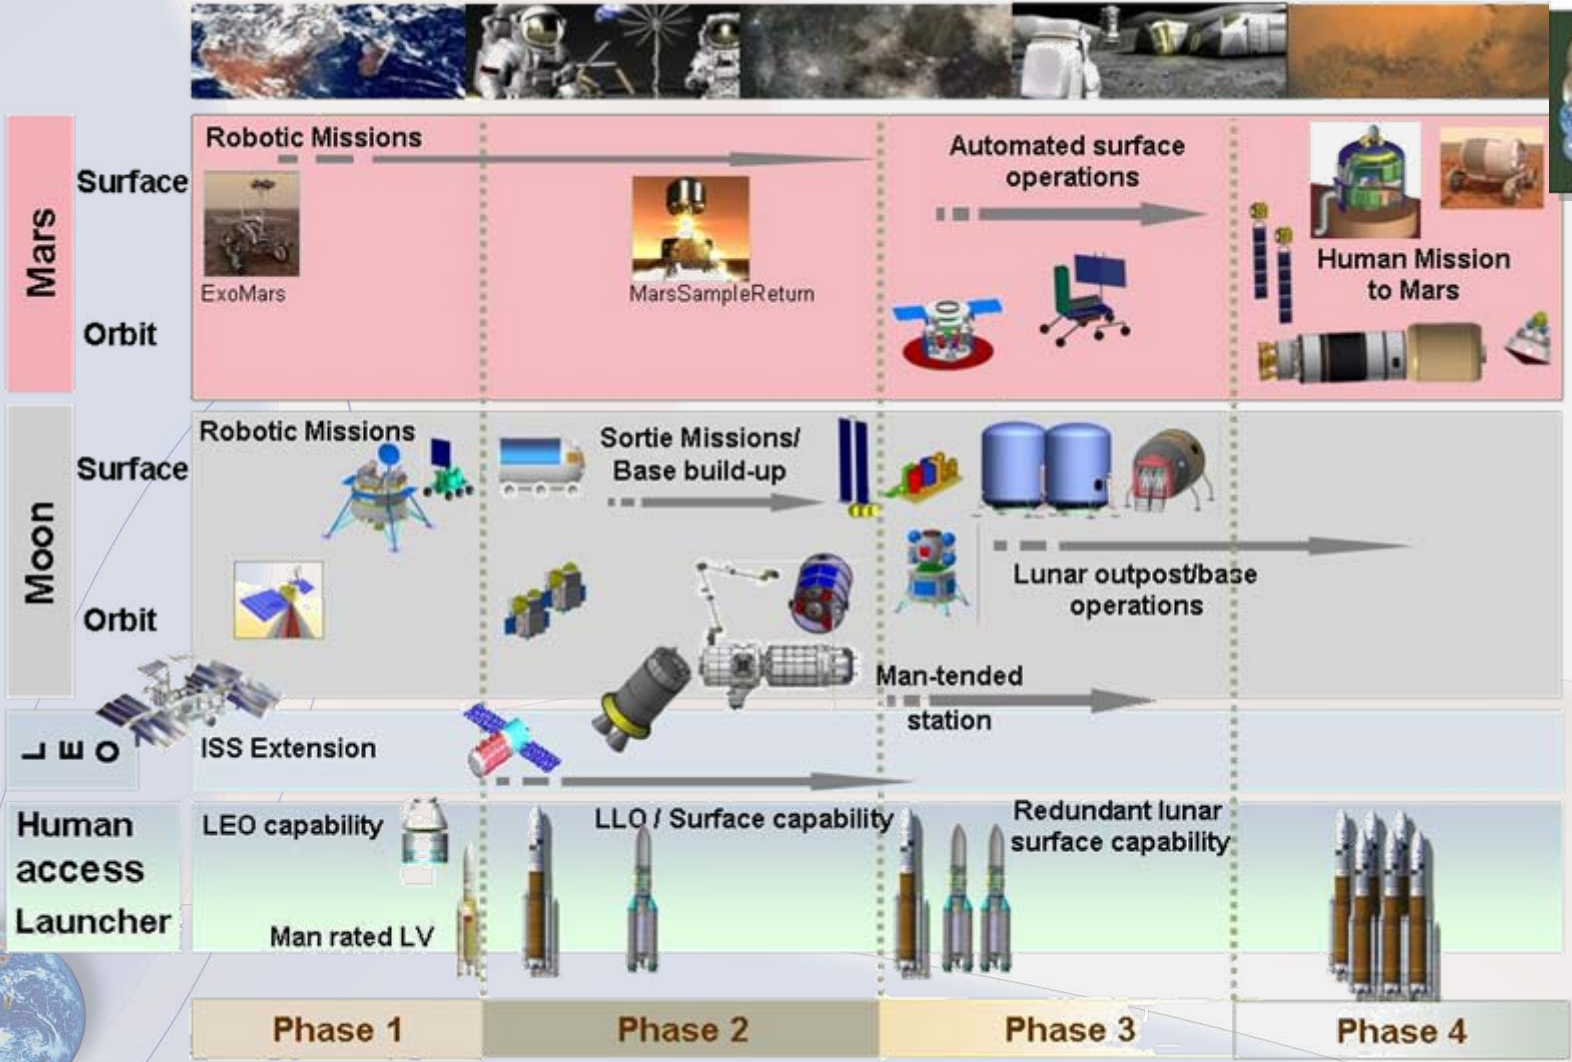 Mars
Surface
Orbit
Robotic Missions
ExoMars
MarsSampleReturn
Automated surface
operations
Human Mission
to Mars
Moon
Surface
Orbit
Robotic Missions
Sortie Missions/
Base build-up
Lunar outpost/base
operations
Man-tended
station
LEO
ISS Extension
Human
access
Launcher
LEO capability
Man rated LV
LLO / Surface capability
Redundant lunar
surface capability
Phase 1
Phase 2
Phase 3
Phase 4